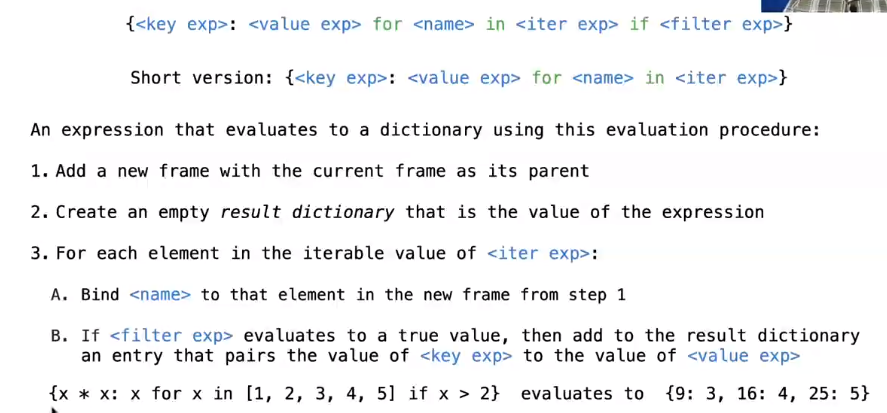 {<key exp>: <value exp> for <name> in <iter exp> if <filter exp>}
Short version: {<key exp>: <value exp> for <name> in <iter exp>}
An expression that evaluates to a dictionary using this evaluation procedure:
1. Add a new frame with the current frame as its parent
2. Create an empty result dictionary that is the value of the expression
3. For each element in the iterable value of <iter exp>:
A. Bind <name> to that element in the new frame from step 1
B. If <filter exp> evaluates to a true value, then add to the result dictionary
an entry that pairs the value of <key exp> to the value of <value exp>
{x * x: x for x in [1, 2, 3, 4, 5] if x > 2} evaluates to {9: 3, 16: 4, 25: 5}